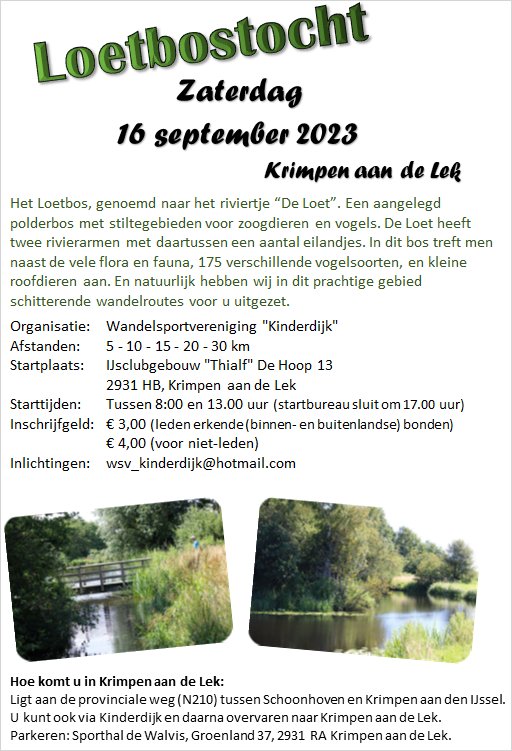 Loetbostocht
Zaterdag
16 september 2023
Krimpen aan de Lek
Het Loetbos, genoemd naar het riviertje “De Loet”. Een aangelegd
polderbos met stiltegebieden voor zoogdieren en vogels. De Loet heeft
twee rivierarmen met daartussen een aantal eilandjes. In dit bos treft men
naast de vele flora en fauna, 175 verschillende vogelsoorten, en kleine
roofdieren aan. En natuurlijk hebben wij in dit prachtige gebied
schitterende wandelroutes voor u uitgezet.
Organisatie: Wandelsportvereniging "Kinderdijk"
Afstanden: 5 - 10 - 15 - 20 - 30 km
Startplaats: IJsclubgebouw "Thialf" De Hoop 13
2931 HB, Krimpen aan de Lek
Starttijden: Tussen 8:00 en 13.00 uur (startbureau sluit om 17.00 uur)
Inschrijfgeld: € 3,00 (leden erkende (binnen- en buitenlandse) bonden)
€ 4,00 (voor niet-leden)
Inlichtingen: wsv_kinderdijk@hotmail.com
Hoe komt u in Krimpen aan de Lek:
Ligt aan de provinciale weg (N210) tussen Schoonhoven en Krimpen aan den IJssel.
U kunt ook via Kinderdijk en daarna overvaren naar Krimpen aan de Lek.
Parkeren: Sporthal de Walvis, Groenland 37, 2931 RA Krimpen aan de Lek.